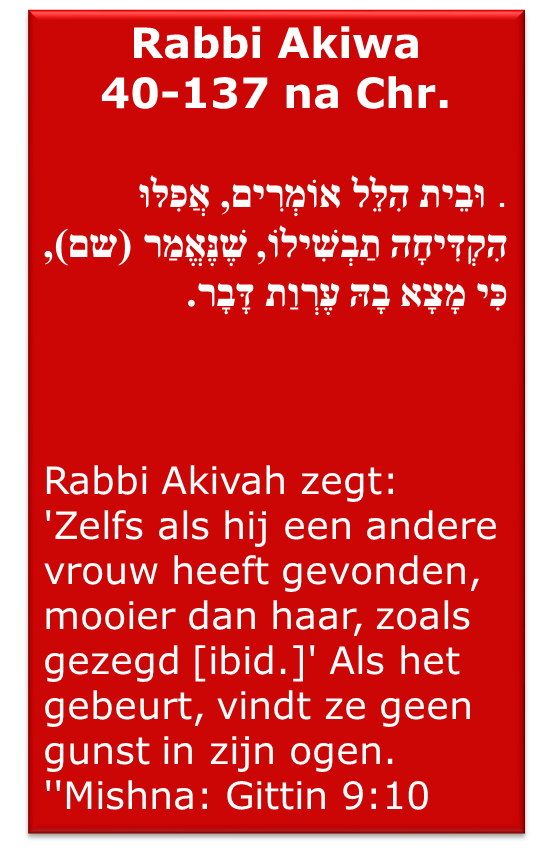 Rabbi Akiwa
40-137 na Chr.
. וּבֵית הִלֵּל אוֹמְרִים, אֲפִלּוּ
הִקְדִּיחָה תַבְשִׁילוֹ, שֶׁנֶּאֱמַר (שם),
כִּי מָצָא בָהּ עֶרְוַת דָּבָר.
Rabbi Akivah zegt:
'Zelfs als hij een andere
vrouw heeft gevonden,
mooier dan haar, zoals
gezegd [ibid.]' Als het
gebeurt, vindt ze geen
gunst in zijn ogen.
''Mishna: Gittin 9:10